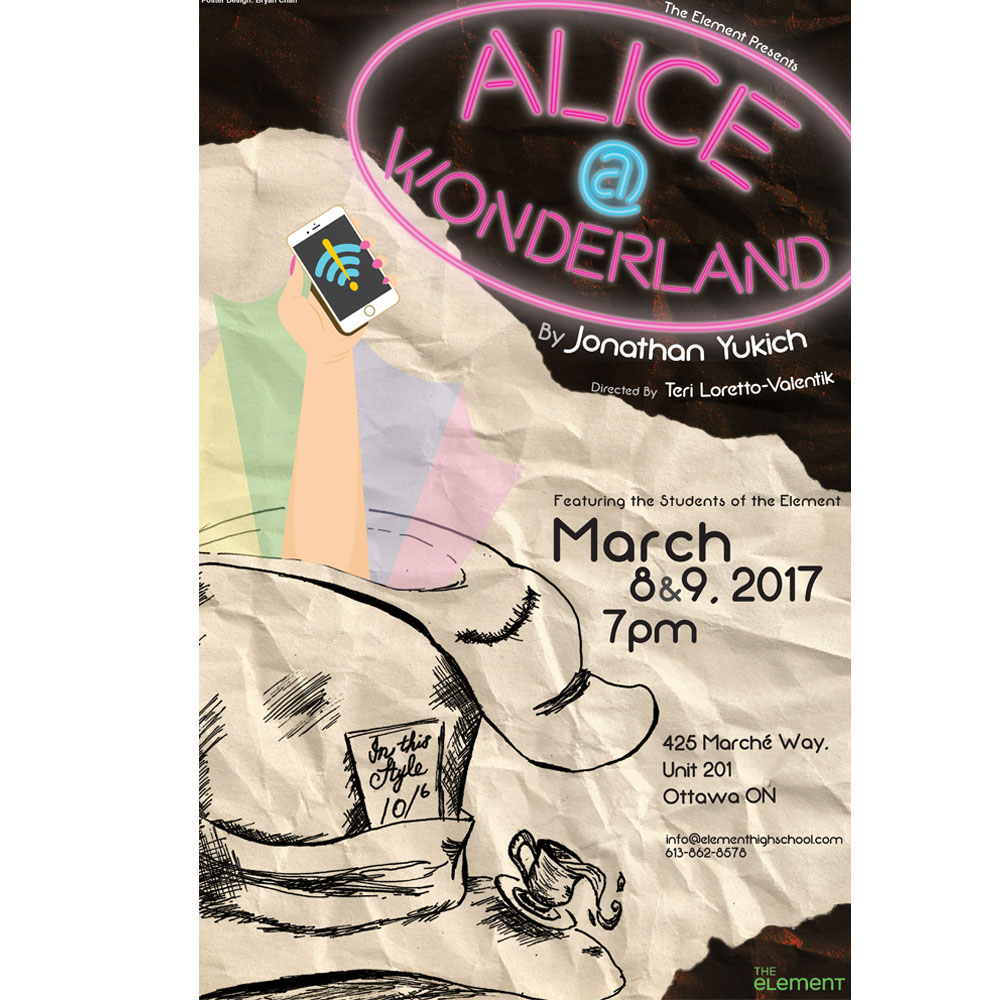 Poster Design: Bryan Chan
The Element Presents
ALICE
@
WONDERLAND
By Jonathan Yukich
Directed By Teri Loretto-Valentik
Featuring the Students of the Element
March
8&9, 2017
7pm
In this
Style
10/6
425 Marché Way,
Unit 201
Ottawa ON
info@elementhighschool.com
613-862-8578
THE
eLemeNT